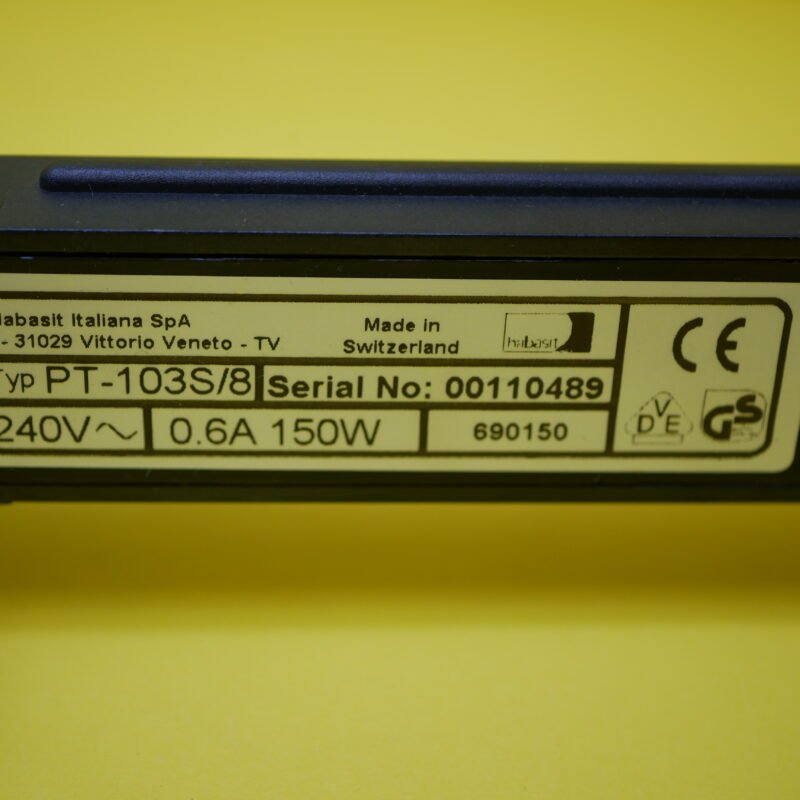 abasit Italiana SpA
- 31029 Vittorio Veneto - TV
Made in
Switzerland
habasit
CE
Typ PT-103S/8
Serial No: 00110489
240V~
0.6A 150W
690150
DVE
GS